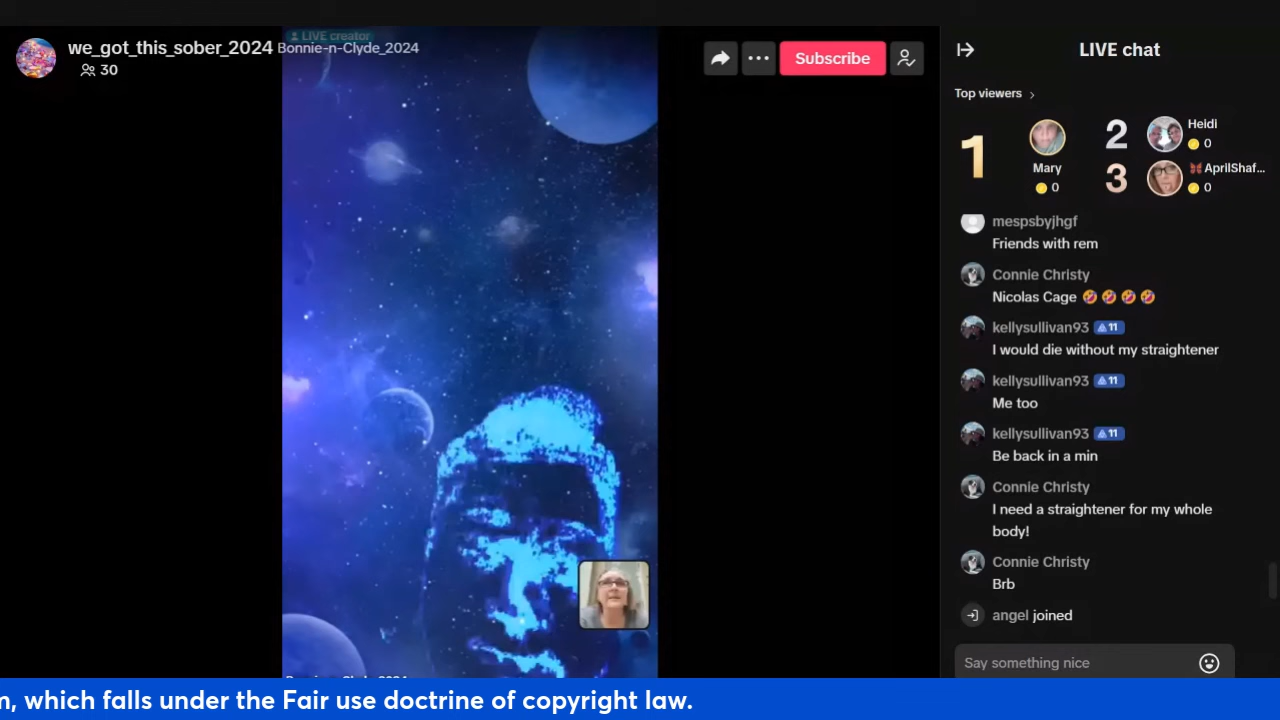 LIVE creator
we_got_this_sober_2024 Bonnie-n-Clyde_2024
30
Subscribe
LIVE chat
Top viewers
1
Mary
0
2
Heidi
0
3
AprilShaf...
0
mespsbyjhgf
Friends with rem
Connie Christy
Nicolas Cage 🤣 🤣 🤣 🤣
kellysullivan93 11
I would die without my straightener
kellysullivan93 11
Me too
kellysullivan93 11
Be back in a min
Connie Christy
I need a straightener for my whole
body!
Connie Christy
Brb
angel joined
Say something nice
, which falls under the Fair use doctrine of copyright law.